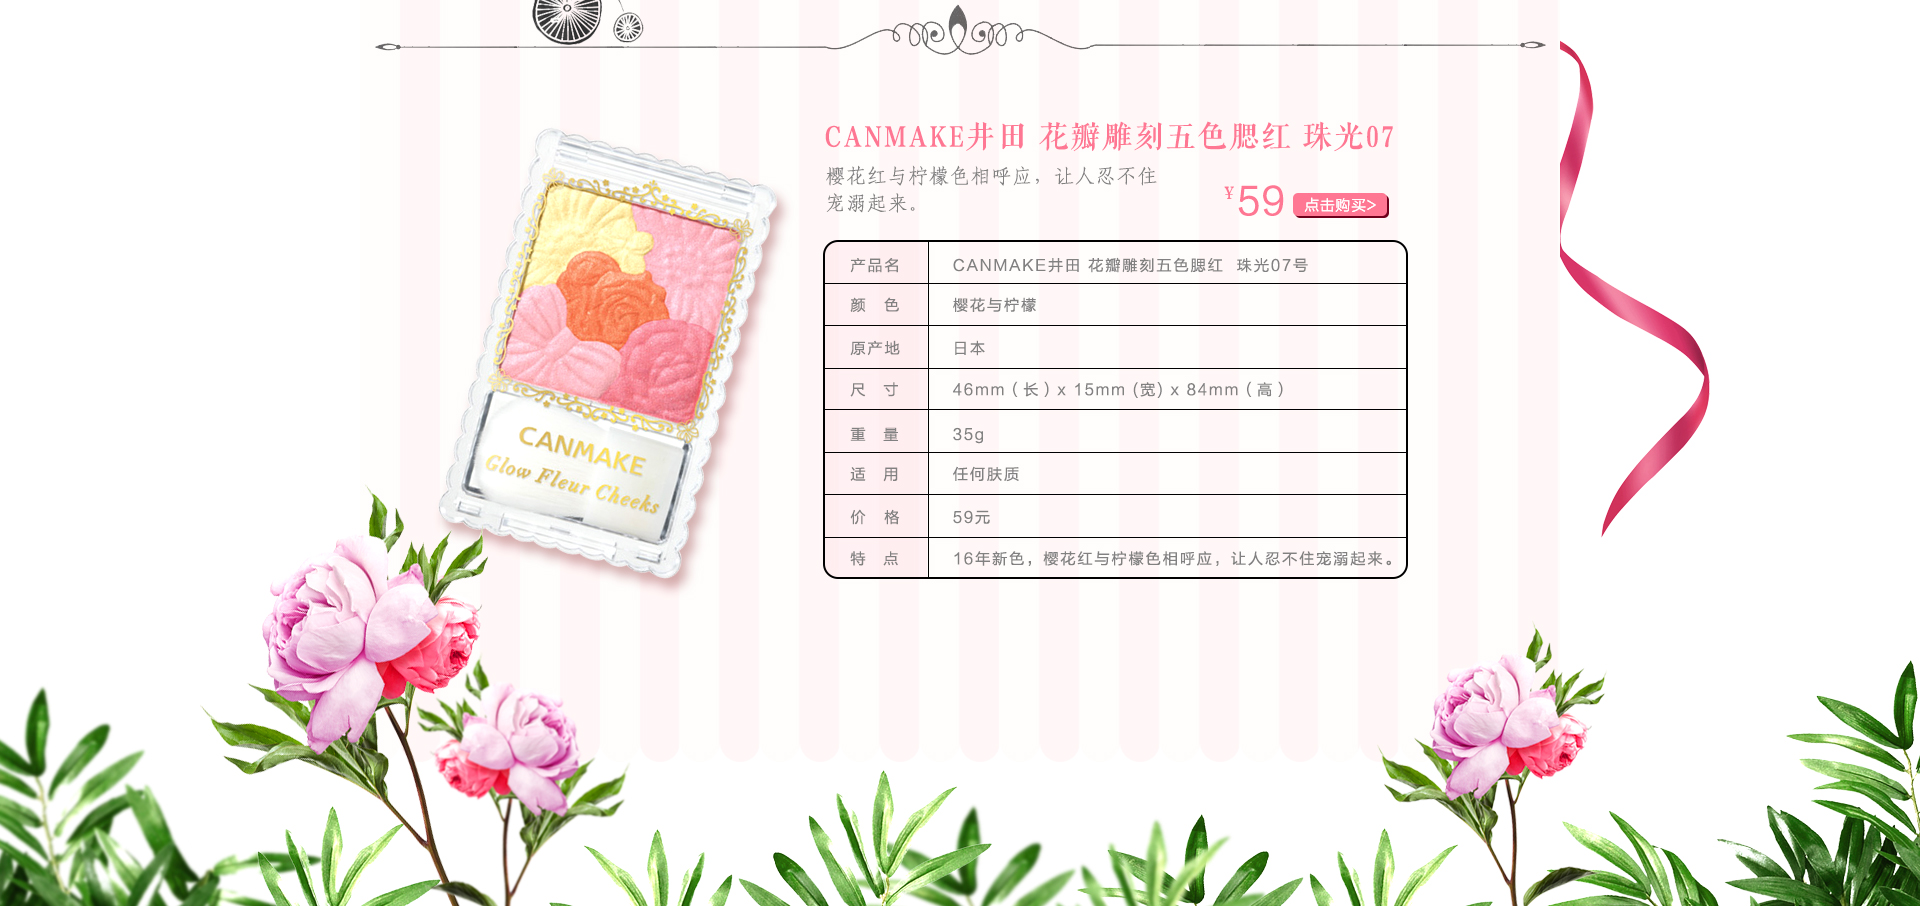 CANMAKE井田 花瓣雕刻五色腮红 珠光07
樱花红与柠檬色相呼应，让人忍不住
宠溺起来。
¥59 点击购买>
产品名 CANMAKE井田 花瓣雕刻五色腮红 珠光07号
颜 色 樱花与柠檬
原产地 日本
尺 寸 46mm ( 长 ) x 15mm (宽) x 84mm ( 高 )
重 量 35g
适 用 任何肤质
价 格 59元
特 点 16年新色，樱花红与柠檬色相呼应，让人忍不住宠溺起来。
CANMAKE
Glow Fleur Cheeks